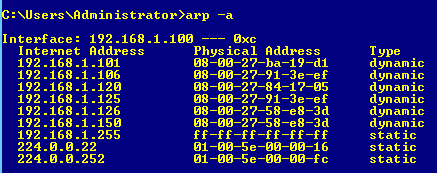 C:\Users\Administrator>arp -a
Interface: 192.168.1.100 --- 0xc
Internet Address Physical Address Type
192.168.1.101 08-00-27-ba-19-d1 dynamic
192.168.1.106 08-00-27-91-3e-ef dynamic
192.168.1.120 08-00-27-84-17-05 dynamic
192.168.1.125 08-00-27-91-3e-ef dynamic
192.168.1.126 08-00-27-58-e8-3d dynamic
192.168.1.150 08-00-27-58-e8-3d dynamic
192.168.1.255 ff-ff-ff-ff-ff-ff static
224.0.0.22 01-00-5e-00-00-16 static
224.0.0.252 01-00-5e-00-00-fc static